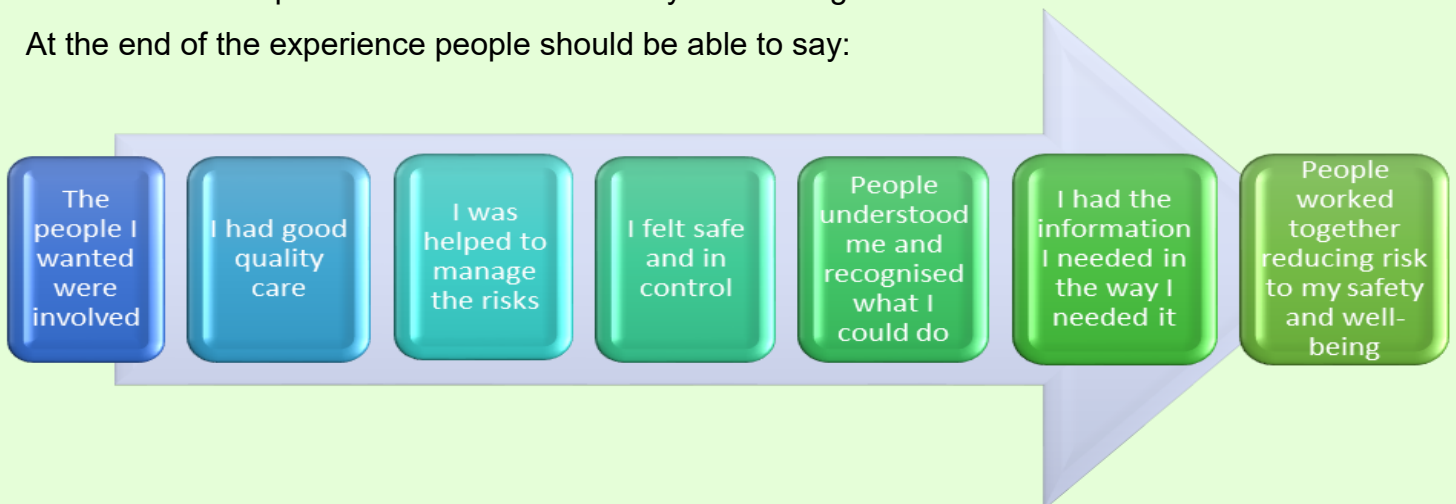 At the end of the experience people should be able to say:
The
people I
wanted
were
involved
I had good
quality
care
I was
helped to
manage
the risks
I felt safe
and in
control
People
understood
me and
recognised
what I
could do
I had the
information
I needed in
the way I
needed it
People
worked
together
reducing risk
to my safety
and well-
being